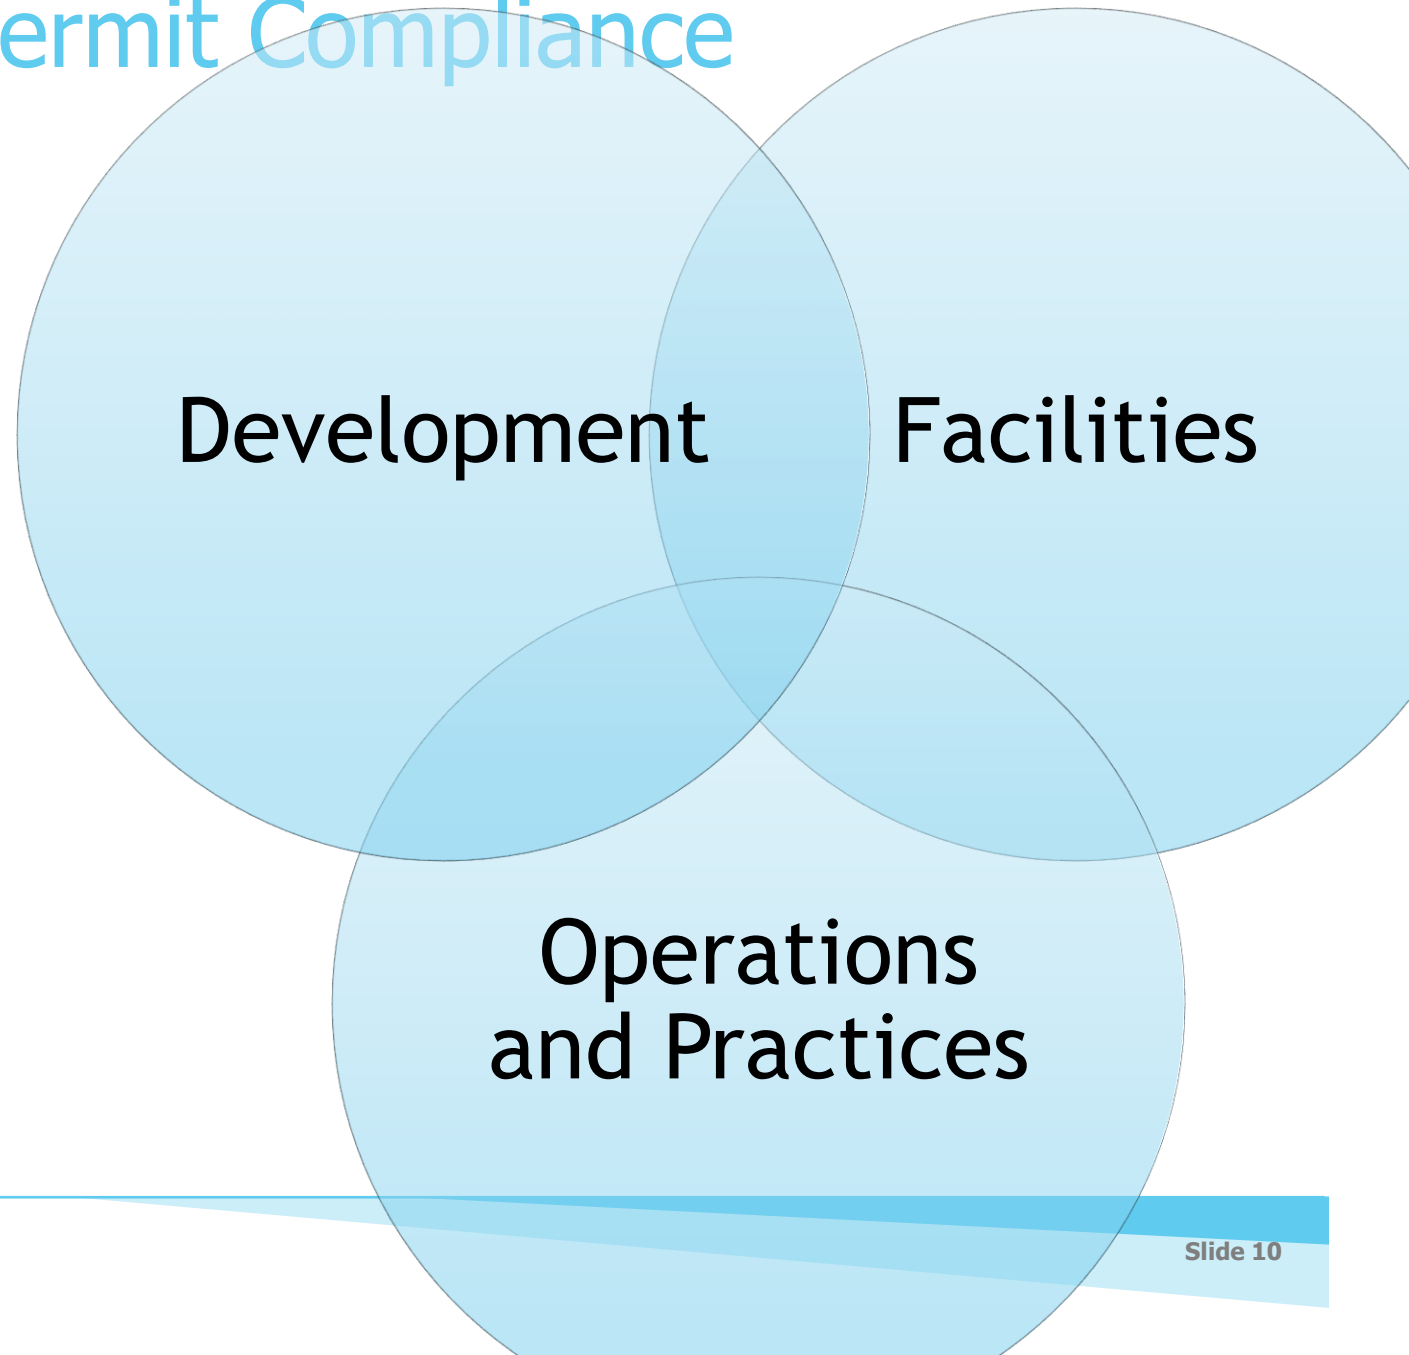 ermit Compliance
Development
Facilities
Operations
and Practices
Slide 10